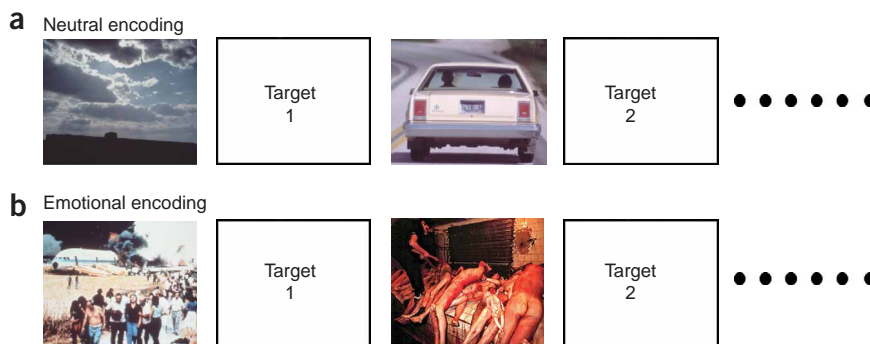 a
Neutral encoding
Target
1
Target
2
b
Emotional encoding
Target
1
Target
2